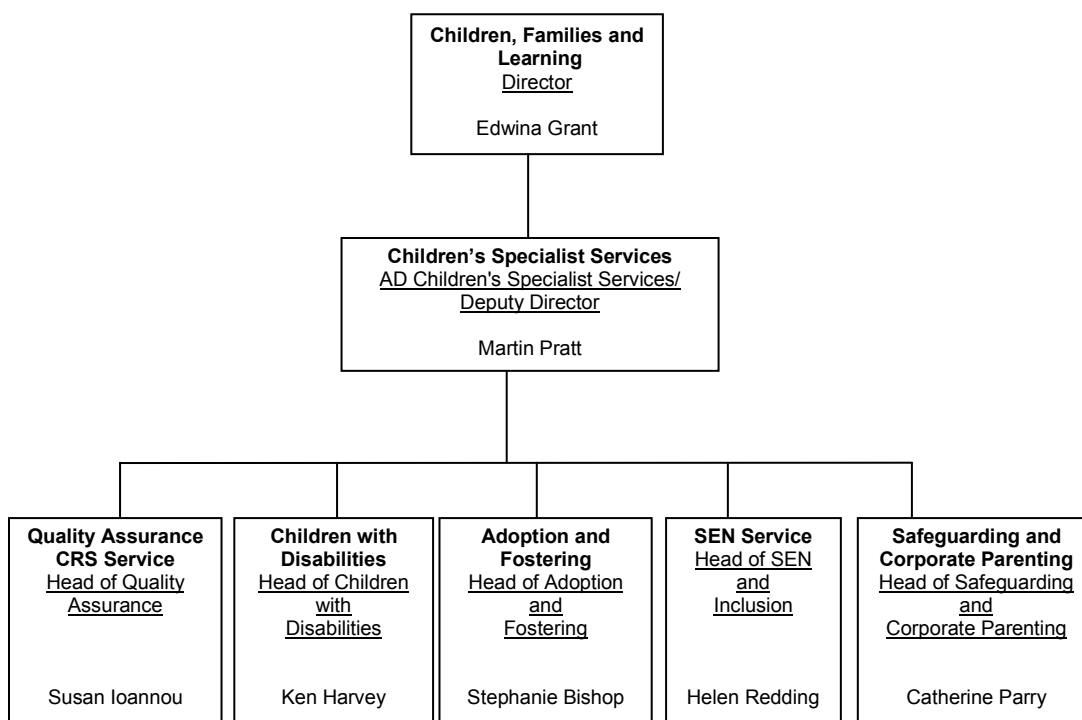 Children, Families and
Learning
Director
Edwina Grant
Children’s Specialist Services
AD Children's Specialist Services/
Deputy Director
Martin Pratt
Quality Assurance
CRS Service
Head of Quality
Assurance
Susan Ioannou
Children with
Disabilities
Head of Children
with
Disabilities
Ken Harvey
Adoption and
Fostering
Head of Adoption
and
Fostering
Stephanie Bishop
SEN Service
Head of SEN
and
Inclusion
Helen Redding
Safeguarding and
Corporate Parenting
Head of Safeguarding
and
Corporate Parenting
Catherine Parry